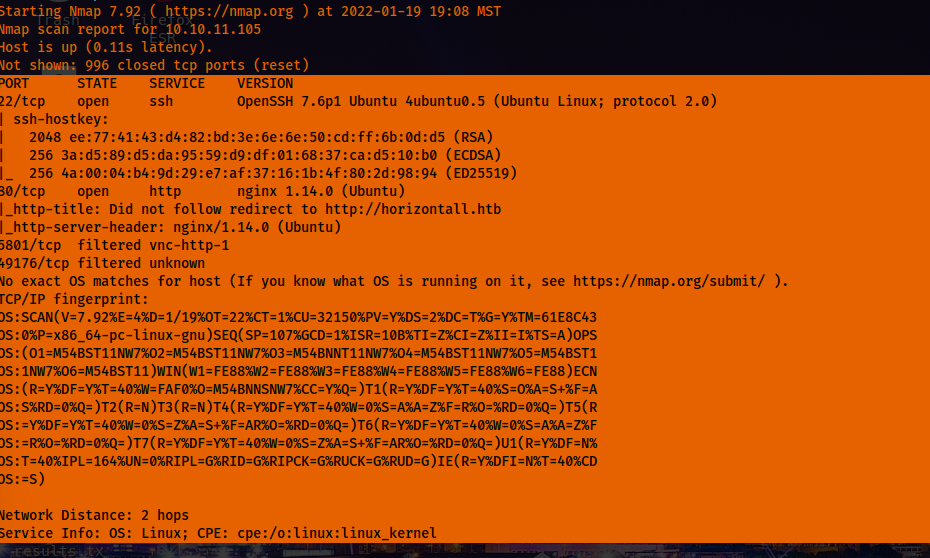 Starting Nmap 7.92 ( https://nmap.org ) at 2022-01-19 19:08 MST
Nmap scan report for 10.10.11.105
Host is up (0.11s latency).
Not shown: 996 closed tcp ports (reset)
PORT STATE SERVICE VERSION
22/tcp open ssh OpenSSH 7.6p1 Ubuntu 4ubuntu0.5 (Ubuntu Linux; protocol 2.0)
| ssh-hostkey:
| 2048 ee:77:41:43:d4:82:bd:3e:6e:6e:50:cd:ff:6b:0d:d5 (RSA)
| 256 3a:d5:89:d5:da:95:59:d9:df:01:68:37:ca:d5:10:b0 (ECDSA)
|_ 256 4a:00:04:b4:9d:29:e7:af:37:16:1b:4f:80:2d:98:94 (ED25519)
80/tcp open http nginx 1.14.0 (Ubuntu)
|_http-title: Did not follow redirect to http://horizontall.htb
|_http-server-header: nginx/1.14.0 (Ubuntu)
5801/tcp filtered vnc-http-1
49176/tcp filtered unknown
No exact OS matches for host (If you know what OS is running on it, see https://nmap.org/submit/ ).
TCP/IP fingerprint:
OS:SCAN(V=7.92%E=4%D=1/19%OT=22%CT=1%CU=32150%PV=Y%DS=2%DC=T%G=Y%TM=61E8C43
OS:0%P=x86_64-pc-linux-gnu)SEQ(SP=107%GCD=1%ISR=10B%TI=Z%CI=Z%II=I%TS=A)OPS
OS:(O1=M54BST11NW7%O2=M54BST11NW7%O3=M54BNNT11NW7%O4=M54BST11NW7%O5=M54BST1
OS:1NW7%O6=M54BST11)WIN(W1=FE88%W2=FE88%W3=FE88%W4=FE88%W5=FE88%W6=FE88)ECN
OS:(R=Y%DF=Y%T=40%W=FAF0%O=M54BNNSNW7%CC=Y%Q=)T1(R=Y%DF=Y%T=40%S=O%A=S+%F=A
OS:S%RD=0%Q=)T2(R=N)T3(R=N)T4(R=Y%DF=Y%T=40%W=0%S=A%A=Z%F=R%O=%RD=0%Q=)T5(R
OS:=Y%DF=Y%T=40%W=0%S=Z%A=S+%F=AR%O=%RD=0%Q=)T6(R=Y%DF=Y%T=40%W=0%S=A%A=Z%F
OS:=R%O=%RD=0%Q=)T7(R=Y%DF=Y%T=40%W=0%S=Z%A=S+%F=AR%O=%RD=0%Q=)U1(R=Y%DF=N%
OS:T=40%IPL=164%UN=0%RIPL=G%RID=G%RIPCK=G%RUCK=G%RUD=G)IE(R=Y%DFI=N%T=40%CD
OS:=S)
Network Distance: 2 hops
Service Info: OS: Linux; CPE: cpe:/o:linux:linux_kernel
Trash
Firefox
ESR
results.tx